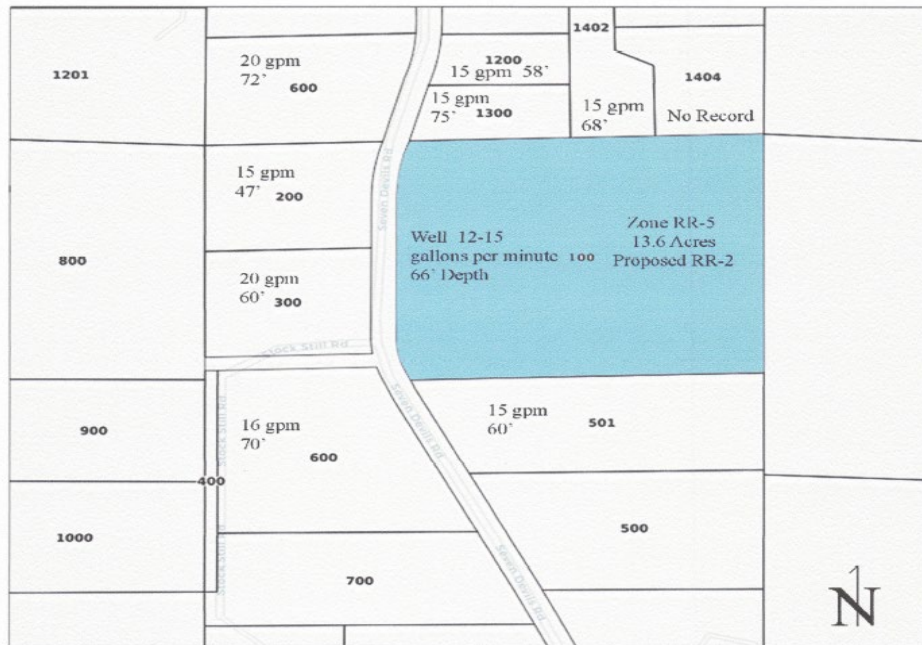 1402
1201
20 gpm
72'
600
1200
15 gpm 58'
1404
15 gpm
75'
1300
15 gpm
68'
No Record
Seven Devils Rd
15 gpm
47'
200
Well 12-15
gallons per minute
66' Depth
100
Zone RR-5
13.6 Acres
Proposed RR-2
800
20 gpm
60'
300
Stock Still Rd
Seven Devils Rd
900
Stock Still Rd
16 gpm
70'
600
15 gpm
60'
501
400
1000
Stock Still Rd
500
700
Seven Devils Rd
N